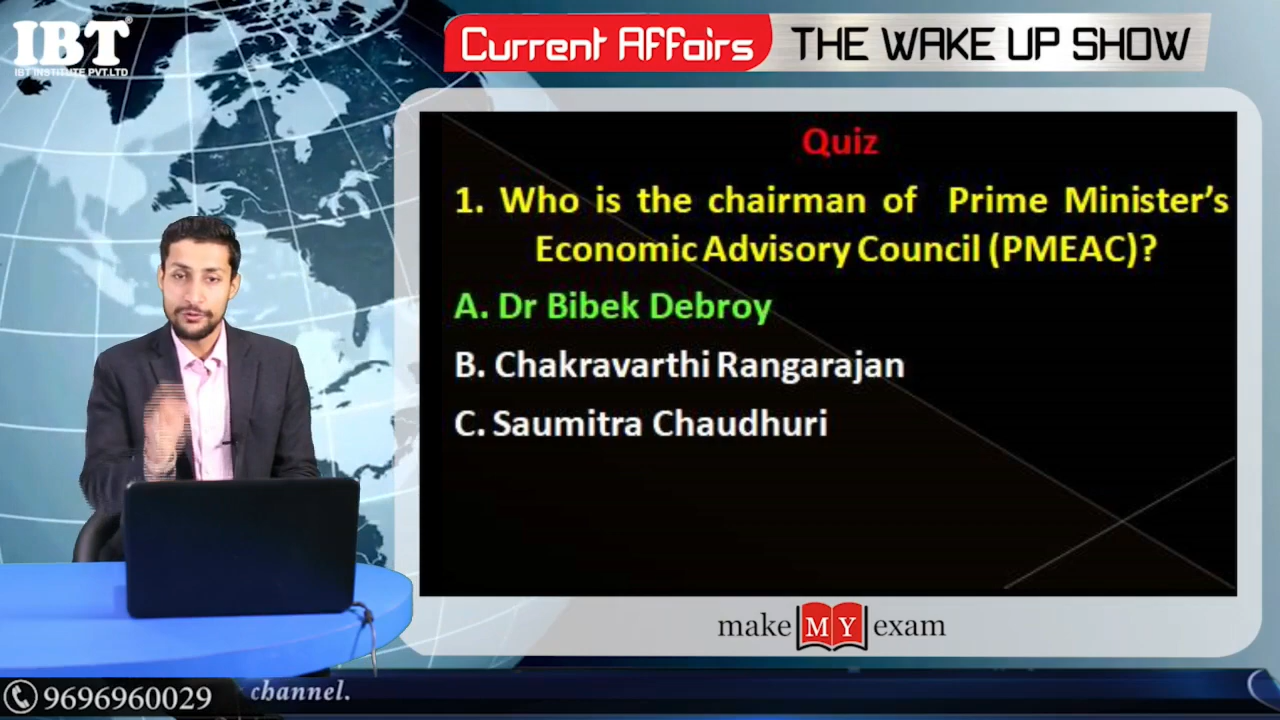 IBT®
IBT INSTITUTE PVT.LTD
Current Affairs THE WAKE UP SHOW
Quiz
1. Who is the chairman of Prime Minister's
Economic Advisory Council (PMEAC)?
A. Dr Bibek Debroy
B. Chakravarthi Rangarajan
C. Saumitra Chaudhuri
make MY exam
9696960029
channel.